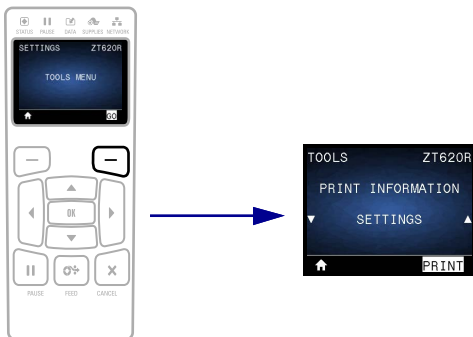 STATUS PAUSE DATA SUPPLIES NETWORK
SETTINGS ZT620R
TOOLS MENU
GO
OK
PAUSE FEED CANCEL
TOOLS ZT620R
PRINT INFORMATION
SETTINGS
PRINT